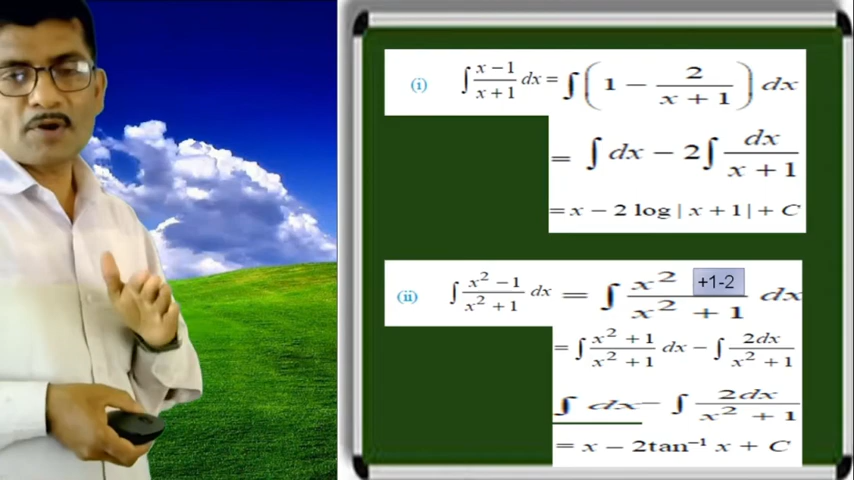 (i) ∫ x − 1 / x + 1 dx = ∫ ( 1 − 2 / x + 1 ) dx
= ∫ dx − 2 ∫ dx / x + 1
= x − 2 log | x + 1 | + C
(ii) ∫ x² − 1 / x² + 1 dx = ∫ x² +1-2 / x² + 1 dx
= ∫ x² + 1 / x² + 1 dx − ∫ 2dx / x² + 1
∫ dx − ∫ 2dx / x² + 1
= x − 2tan⁻¹ x + C